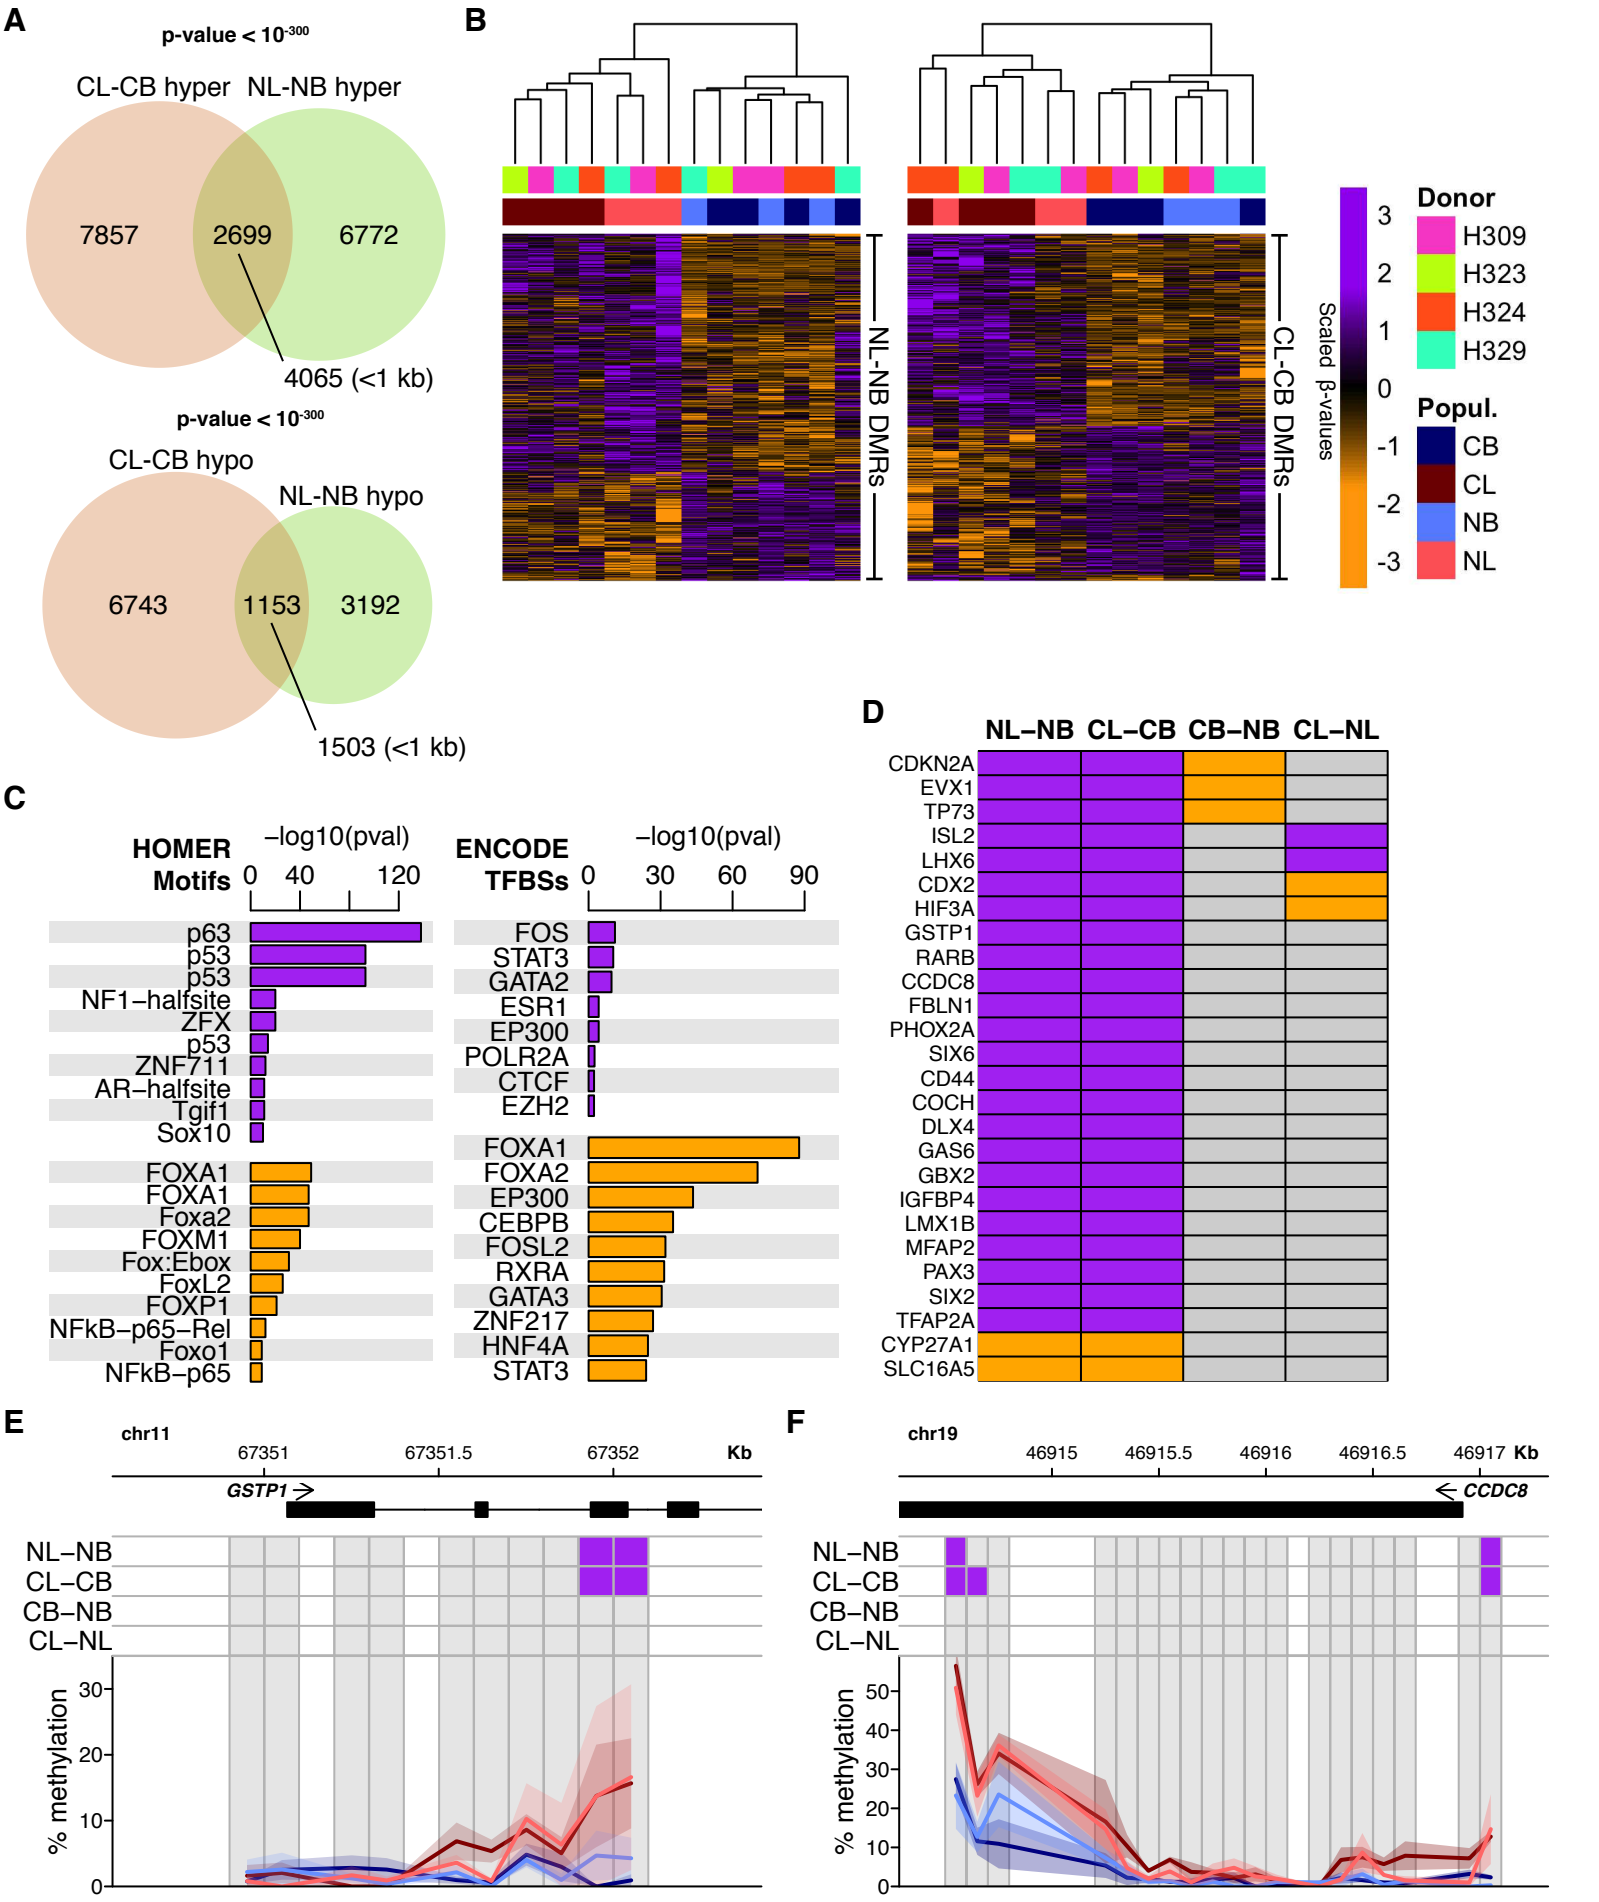 A
p-value < 10-300
CL-CB hyper NL-NB hyper
7857 2699 6772
4065 (<1 kb)
p-value < 10-300
CL-CB hypo
NL-NB hypo
6743 1153 3192
1503 (<1 kb)
B
NL-NB DMRs
CL-CB DMRs
3
2
1
0
-1
-2
-3
Scaled β-values
Donor
H309
H323
H324
H329
Popul.
CB
CL
NB
NL
C
HOMER
Motifs
−log10(pval)
0 40 120
p63
p53
p53
NF1−halfsite
ZFX
p53
ZNF711
AR−halfsite
Tgif1
Sox10
FOXA1
FOXA1
Foxa2
FOXM1
Fox:Ebox
FoxL2
FOXP1
NFkB−p65−Rel
Foxo1
NFkB−p65
ENCODE
TFBSs
−log10(pval)
0 30 60 90
FOS
STAT3
GATA2
ESR1
EP300
POLR2A
CTCF
EZH2
FOXA1
FOXA2
EP300
CEBPB
FOSL2
RXRA
GATA3
ZNF217
HNF4A
STAT3
D
NL−NB CL−CB CB−NB CL−NL
CDKN2A
EVX1
TP73
ISL2
LHX6
CDX2
HIF3A
GSTP1
RARB
CCDC8
FBLN1
PHOX2A
SIX6
CD44
COCH
DLX4
GAS6
GBX2
IGFBP4
LMX1B
MFAP2
PAX3
SIX2
TFAP2A
CYP27A1
SLC16A5
E
chr11
67351 67351.5 67352 Kb
GSTP1
NL−NB
CL−CB
CB−NB
CL−NL
% methylation
30
20
10
0
F
chr19
46915 46915.5 46916 46916.5 46917 Kb
CCDC8
NL−NB
CL−CB
CB−NB
CL−NL
% methylation
50
40
30
20
10
0